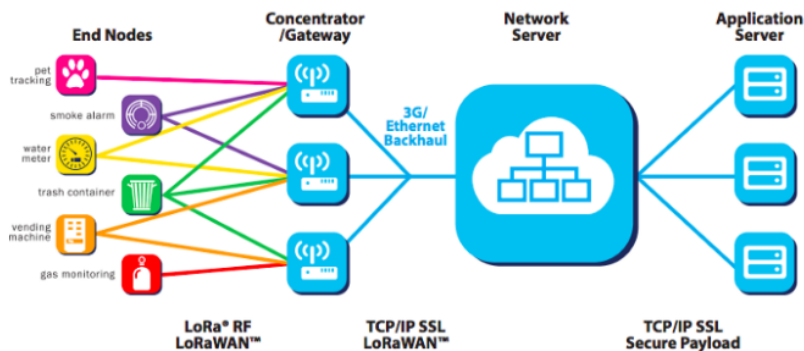 End Nodes
Concentrator
/Gateway
Network
Server
Application
Server
pet
tracking
smoke alarm
water
meter
trash container
vending
machine
gas monitoring
3G/
Ethernet
Backhaul
LoRa® RF
LoRaWAN™
TCP/IP SSL
LoRaWAN™
TCP/IP SSL
Secure Payload